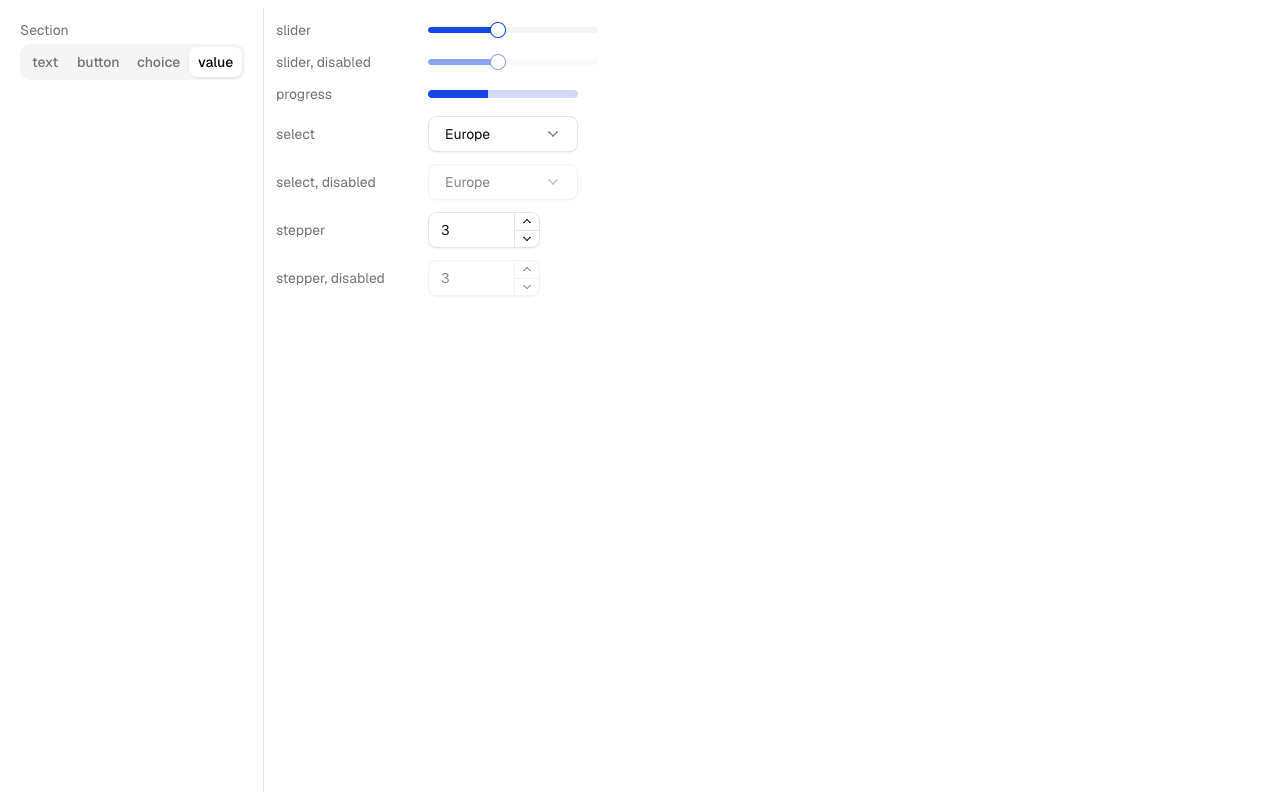 Section
text button choice value
slider
slider, disabled
progress
select Europe
select, disabled Europe
stepper 3
stepper, disabled 3